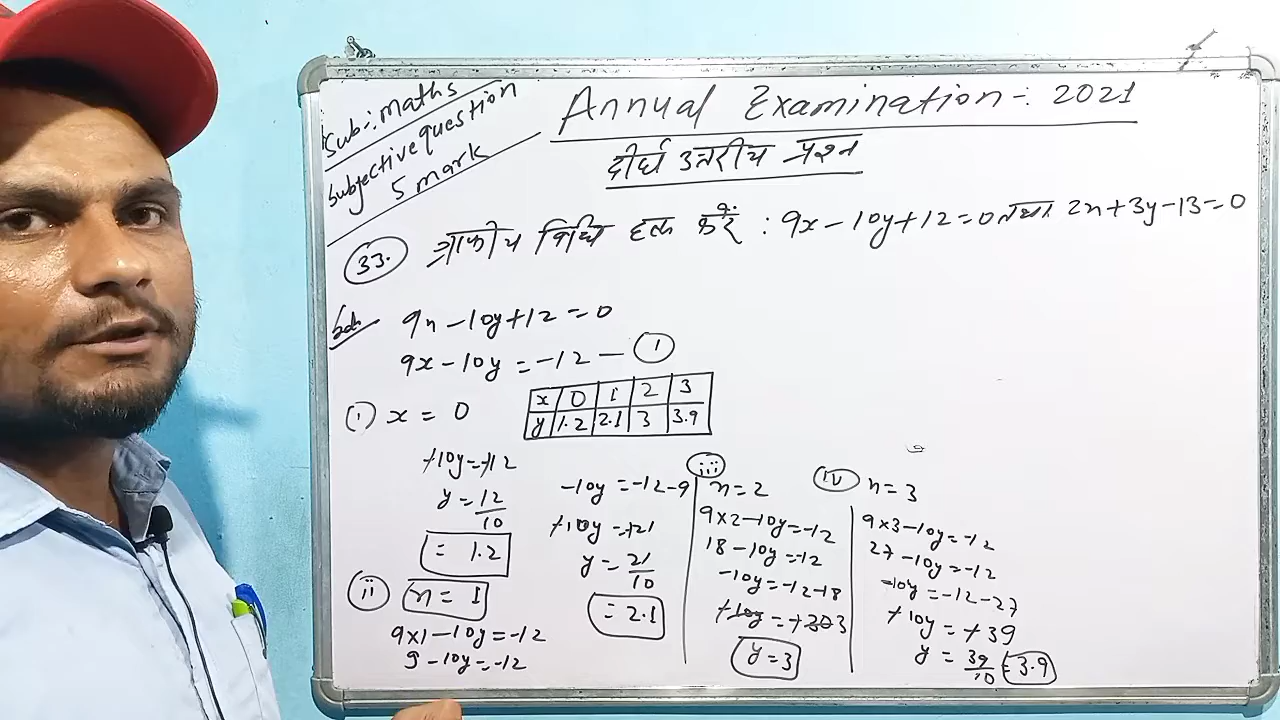 Sub:- Maths
Subjective question
5 mark
Annual Examination-: 2021
दीर्घ उत्तरीय प्रश्न
33. ग्राफीय विधि से हल करें : 9x-10y+12=0 तथा 2x+3y-13=0
Soln 9x-10y+12=0
9x-10y=-12 — (1)
(i) x = 0
x 0 1 2 3
y 1.2 2.1 3 3.9
-10y=-12
y = 12/10
= 1.2
(ii) x = 1
9×1-10y=-12
9-10y=-12
-10y=-12-9
-10y=-21
y = 21/10
= 2.1
(iii) x=2
9×2-10y=-12
18-10y=-12
-10y=-12-18
-10y=-30 3
y=3
(iv) x=3
9×3-10y=-12
27-10y=-12
-10y=-12-27
-10y=-39
y = 39/10 = 3.9